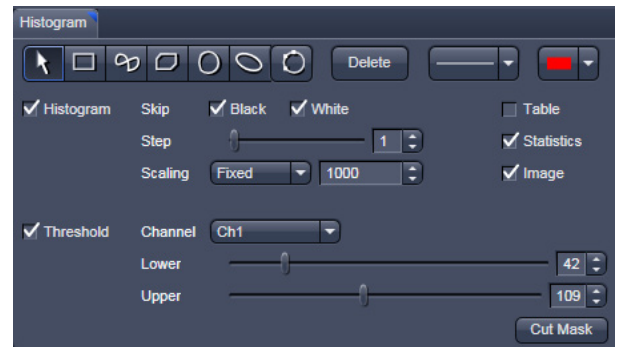 Histogram
Delete
Histogram Skip Black White Table
Step 1 Statistics
Scaling Fixed 1000 Image
Threshold Channel Ch1
Lower 42
Upper 109
Cut Mask